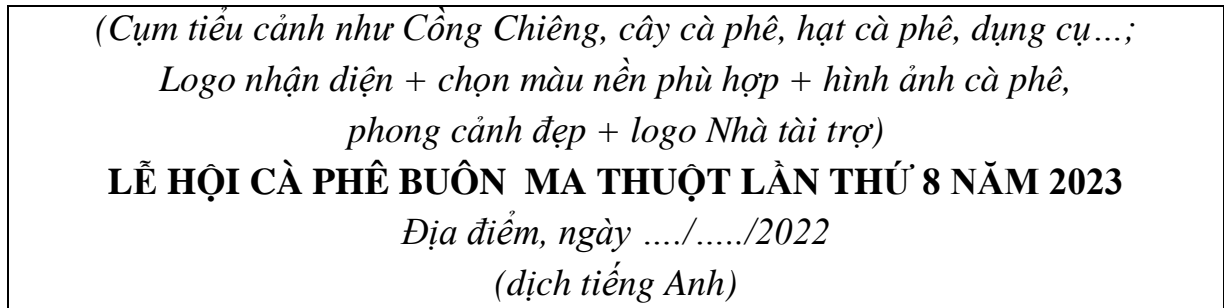 (Cụm tiểu cảnh như Cồng Chiêng, cây cà phê, hạt cà phê, dụng cụ…;
Logo nhận diện + chọn màu nền phù hợp + hình ảnh cà phê,
phong cảnh đẹp + logo Nhà tài trợ)
LỄ HỘI CÀ PHÊ BUÔN MA THUỘT LẦN THỨ 8 NĂM 2023
Địa điểm, ngày …./…../2022
(dịch tiếng Anh)